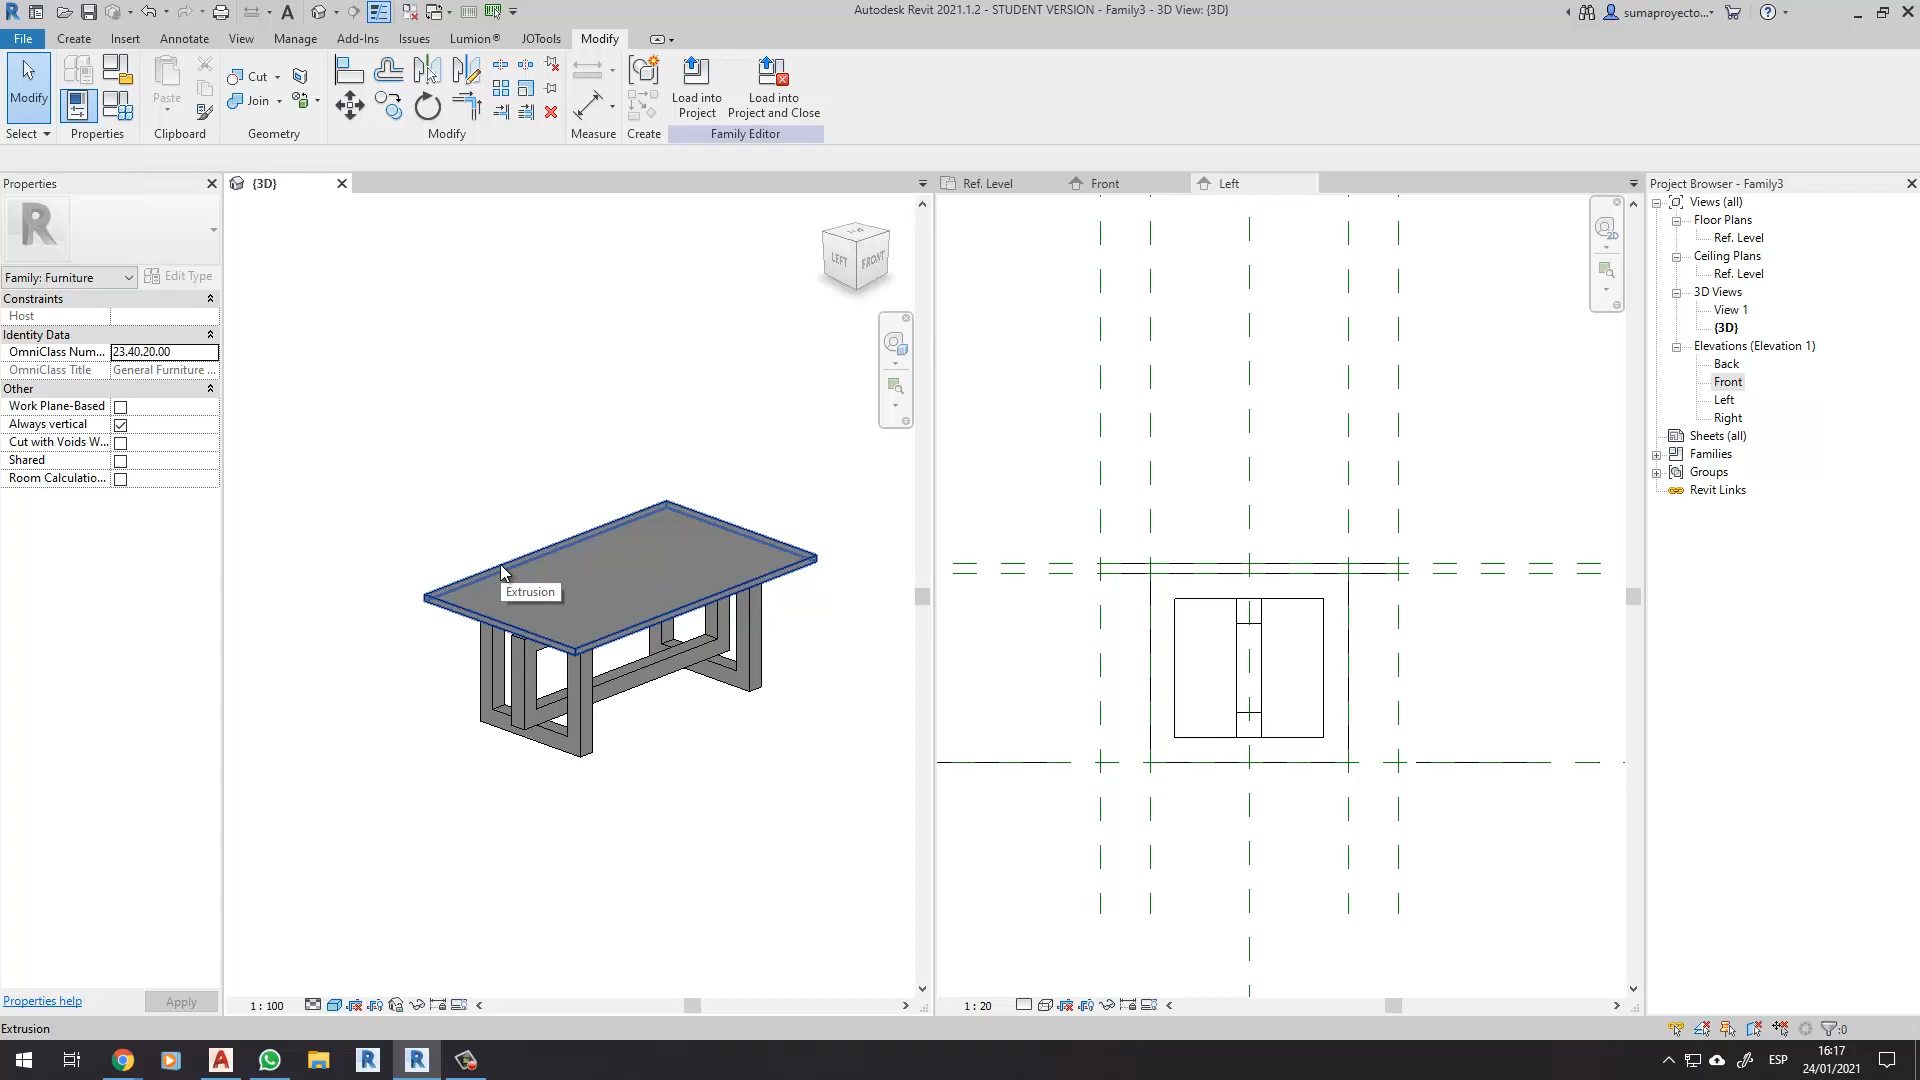 Autodesk Revit 2021.1.2 - STUDENT VERSION - Family3 - 3D View: {3D}
sumaproyecto...
File Create Insert Annotate View Manage Add-Ins Issues Lumion® JOTools Modify
Modify
Paste
Cut
Join
Load into
Project
Load into
Project and Close
Select Properties Clipboard Geometry Modify Measure Create Family Editor
Properties
{3D}
Ref. Level
Front
Left
Project Browser - Family3
R
Family: Furniture
Edit Type
Constraints
Host
Identity Data
OmniClass Num... 23.40.20.00
OmniClass Title General Furniture ...
Other
Work Plane-Based
Always vertical
Cut with Voids W...
Shared
Room Calculatio...
LEFT
FRONT
2D
Extrusion
Views (all)
Floor Plans
Ref. Level
Ceiling Plans
Ref. Level
3D Views
View 1
{3D}
Elevations (Elevation 1)
Back
Front
Left
Right
Sheets (all)
Families
Groups
Revit Links
Properties help
Apply
1 : 100
1 : 20
Extrusion
:0
ESP
16:17
24/01/2021